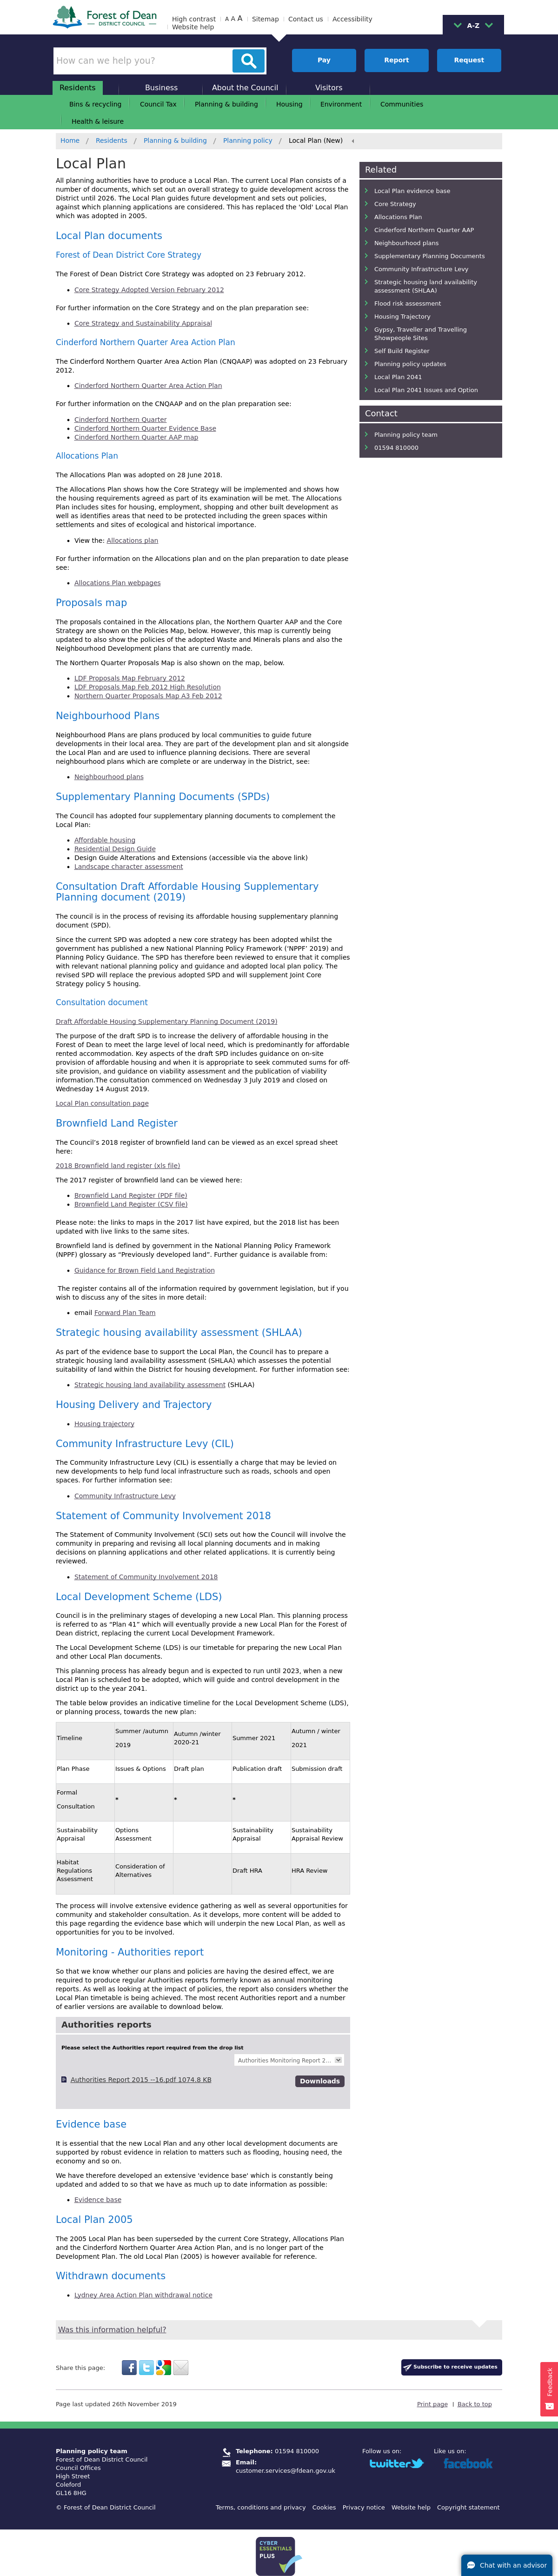 Forest of Dean
DISTRICT COUNCIL
High contrast
A A A
Sitemap
Contact us
Accessibility
Website help
A-Z
How can we help you?
Pay
Report
Request
Residents
Business
About the Council
Visitors
Bins & recycling
Council Tax
Planning & building
Housing
Environment
Communities
Health & leisure
Home / Residents / Planning & building / Planning policy / Local Plan (New)
Local Plan
All planning authorities have to produce a Local Plan. The current Local Plan consists of a
number of documents, which set out an overall strategy to guide development across the
District until 2026. The Local Plan guides future development and sets out policies,
against which planning applications are considered. This has replaced the 'Old' Local Plan
which was adopted in 2005.
Local Plan documents
Forest of Dean District Core Strategy
The Forest of Dean District Core Strategy was adopted on 23 February 2012.
Core Strategy Adopted Version February 2012
For further information on the Core Strategy and on the plan preparation see:
Core Strategy and Sustainability Appraisal
Cinderford Northern Quarter Area Action Plan
The Cinderford Northern Quarter Area Action Plan (CNQAAP) was adopted on 23 February
2012.
Cinderford Northern Quarter Area Action Plan
For further information on the CNQAAP and on the plan preparation see:
Cinderford Northern Quarter
Cinderford Northern Quarter Evidence Base
Cinderford Northern Quarter AAP map
Allocations Plan
The Allocations Plan was adopted on 28 June 2018.
The Allocations Plan shows how the Core Strategy will be implemented and shows how
the housing requirements agreed as part of its examination will be met. The Allocations
Plan includes sites for housing, employment, shopping and other built development as
well as identifies areas to be protected including the green spaces within their
settlements and sites of ecological and historical importance.
View the: Allocations plan
For further information on the Allocations plan and on the plan preparation to date please
see:
Allocations Plan webpages
Proposals map
The proposals contained in the Allocations plan, the Northern Quarter AAP and the Core
Strategy are shown on the Policies Map, below. However, this map is currently being
updated to also show the policies of the adopted Waste and Minerals plans and also the
Neighbourhood Development plans that are currently made.
The Northern Quarter Proposals Map is also shown on the map, below.
LDF Proposals Map February 2012
LDF Proposals Map Feb 2012 High Resolution
Northern Quarter Proposals Map A3 Feb 2012
Neighbourhood Plans
Neighbourhood Plans are plans produced by local communities to guide future
developments in their local area. They are part of the development plan and sit alongside
the Local Plan and are used to influence planning decisions. There are several
neighbourhood plans which are complete or are underway in the District, see:
Neighbourhood plans
Supplementary Planning Documents (SPDs)
The Council has adopted four supplementary planning documents to complement the
Local Plan:
Affordable housing
Residential Design Guide
Design Guide Alterations and Extensions (accessible via the above link)
Landscape character assessment
Consultation Draft Affordable Housing Supplementary
Planning document (2019)
The council is in the process of revising its affordable housing supplementary planning
document (SPD).
Since the current SPD was adopted a new core strategy has been adopted whilst the
government has published a new National Planning Policy Framework ('NPPF' 2019) and
Planning Policy Guidance. The SPD has therefore been reviewed to ensure that it complies
with relevant national planning policy and guidance and adopted local plan policy. The
revised SPD will replace the previous adopted SPD and will supplement Joint Core
Strategy policy 5 housing.
Consultation document
Draft Affordable Housing Supplementary Planning Document (2019)
The purpose of the draft SPD is to increase the delivery of affordable housing in the
Forest of Dean to meet the large level of local need, which is predominantly for affordable
rented accommodation. Key aspects of the draft SPD includes guidance on on-site
provision of affordable housing and when it is appropriate to seek commuted sums for off-
site provision, and guidance on viability and the publication of viability
information.The consultation commenced on Wednesday 3 July 2019 and closed on
Wednesday 14 August 2019.
Local Plan consultation page
Brownfield Land Register
The Council's 2018 register of brownfield land can be viewed as an excel spread sheet
here:
2018 Brownfield land register (xls file)
The 2017 register of brownfield land can be viewed here:
Brownfield Land Register (PDF file)
Brownfield Land Register (CSV file)
Please note: the links to maps in the 2017 list have expired, but the 2018 list has been
updated with live links to the same sites.
Brownfield land is defined by government in the National Planning Policy Framework
(NPPF) glossary as "Previously developed land". Further guidance is available from:
Guidance for Brown Field Land Registration
The register contains all of the information required by government legislation, but if you
wish to discuss any of the sites in more detail:
email Forward Plan Team
Strategic housing availability assessment (SHLAA)
As part of the evidence base to support the Local Plan, the Council has to prepare a
strategic housing land availability assessment (SHLAA) which assesses the potential
suitability of land within the District for housing development. For further information see:
Strategic housing land availability assessment (SHLAA)
Housing Delivery and Trajectory
Housing trajectory
Community Infrastructure Levy (CIL)
The Community Infrastructure Levy (CIL) is essentially a charge that may be levied on
new developments to help fund local infrastructure such as roads, schools and open
spaces. For further information see:
Community Infrastructure Levy
Statement of Community Involvement 2018
The Statement of Community Involvement (SCI) sets out how the Council will involve the
community in preparing and revising all local planning documents and in making
decisions on planning applications and other related applications. It is currently being
reviewed.
Statement of Community Involvement 2018
Local Development Scheme (LDS)
Council is in the preliminary stages of developing a new Local Plan. This planning process
is referred to as "Plan 41" which will eventually provide a new Local Plan for the Forest of
Dean district, replacing the current Local Development Framework.
The Local Development Scheme (LDS) is our timetable for preparing the new Local Plan
and other Local Plan documents.
This planning process has already begun and is expected to run until 2023, when a new
Local Plan is scheduled to be adopted, which will guide and control development in the
district up to the year 2041.
The table below provides an indicative timeline for the Local Development Scheme (LDS),
or planning process, towards the new plan:
Timeline
Summer /autumn
2019
Autumn /winter
2020-21
Summer 2021
Autumn / winter
2021
Plan Phase
Issues & Options
Draft plan
Publication draft
Submission draft
Formal
Consultation
*
*
*
Sustainability
Appraisal
Options
Assessment
Sustainability
Appraisal
Sustainability
Appraisal Review
Habitat
Regulations
Assessment
Consideration of
Alternatives
Draft HRA
HRA Review
The process will involve extensive evidence gathering as well as several opportunities for
community and stakeholder consultation. As it develops, more content will be added to
this page regarding the evidence base which will underpin the new Local Plan, as well as
opportunities for you to be involved.
Monitoring - Authorities report
So that we know whether our plans and policies are having the desired effect, we are
required to produce regular Authorities reports formerly known as annual monitoring
reports. As well as looking at the impact of policies, the report also considers whether the
Local Plan timetable is being achieved. The most recent Authorities report and a number
of earlier versions are available to download below.
Authorities reports
Please select the Authorities report required from the drop list
Authorities Monitoring Report 2...
Authorities Report 2015 --16.pdf 1074.8 KB
Downloads
Evidence base
It is essential that the new Local Plan and any other local development documents are
supported by robust evidence in relation to matters such as flooding, housing need, the
economy and so on.
We have therefore developed an extensive 'evidence base' which is constantly being
updated and added to so that we have as much up to date information as possible:
Evidence base
Local Plan 2005
The 2005 Local Plan has been superseded by the current Core Strategy, Allocations Plan
and the Cinderford Northern Quarter Area Action Plan, and is no longer part of the
Development Plan. The old Local Plan (2005) is however available for reference.
Withdrawn documents
Lydney Area Action Plan withdrawal notice
Related
Local Plan evidence base
Core Strategy
Allocations Plan
Cinderford Northern Quarter AAP
Neighbourhood plans
Supplementary Planning Documents
Community Infrastructure Levy
Strategic housing land availability
assessment (SHLAA)
Flood risk assessment
Housing Trajectory
Gypsy, Traveller and Travelling
Showpeople Sites
Self Build Register
Planning policy updates
Local Plan 2041
Local Plan 2041 Issues and Option
Contact
Planning policy team
01594 810000
Was this information helpful?
Share this page:
Subscribe to receive updates
Feedback
Page last updated 26th November 2019
Print page | Back to top
Planning policy team
Forest of Dean District Council
Council Offices
High Street
Coleford
GL16 8HG
Telephone: 01594 810000
Email:
customer.services@fdean.gov.uk
Follow us on:
twitter
Like us on:
facebook
© Forest of Dean District Council
Terms, conditions and privacy
Cookies
Privacy notice
Website help
Copyright statement
CYBER
ESSENTIALS
PLUS
Chat with an advisor